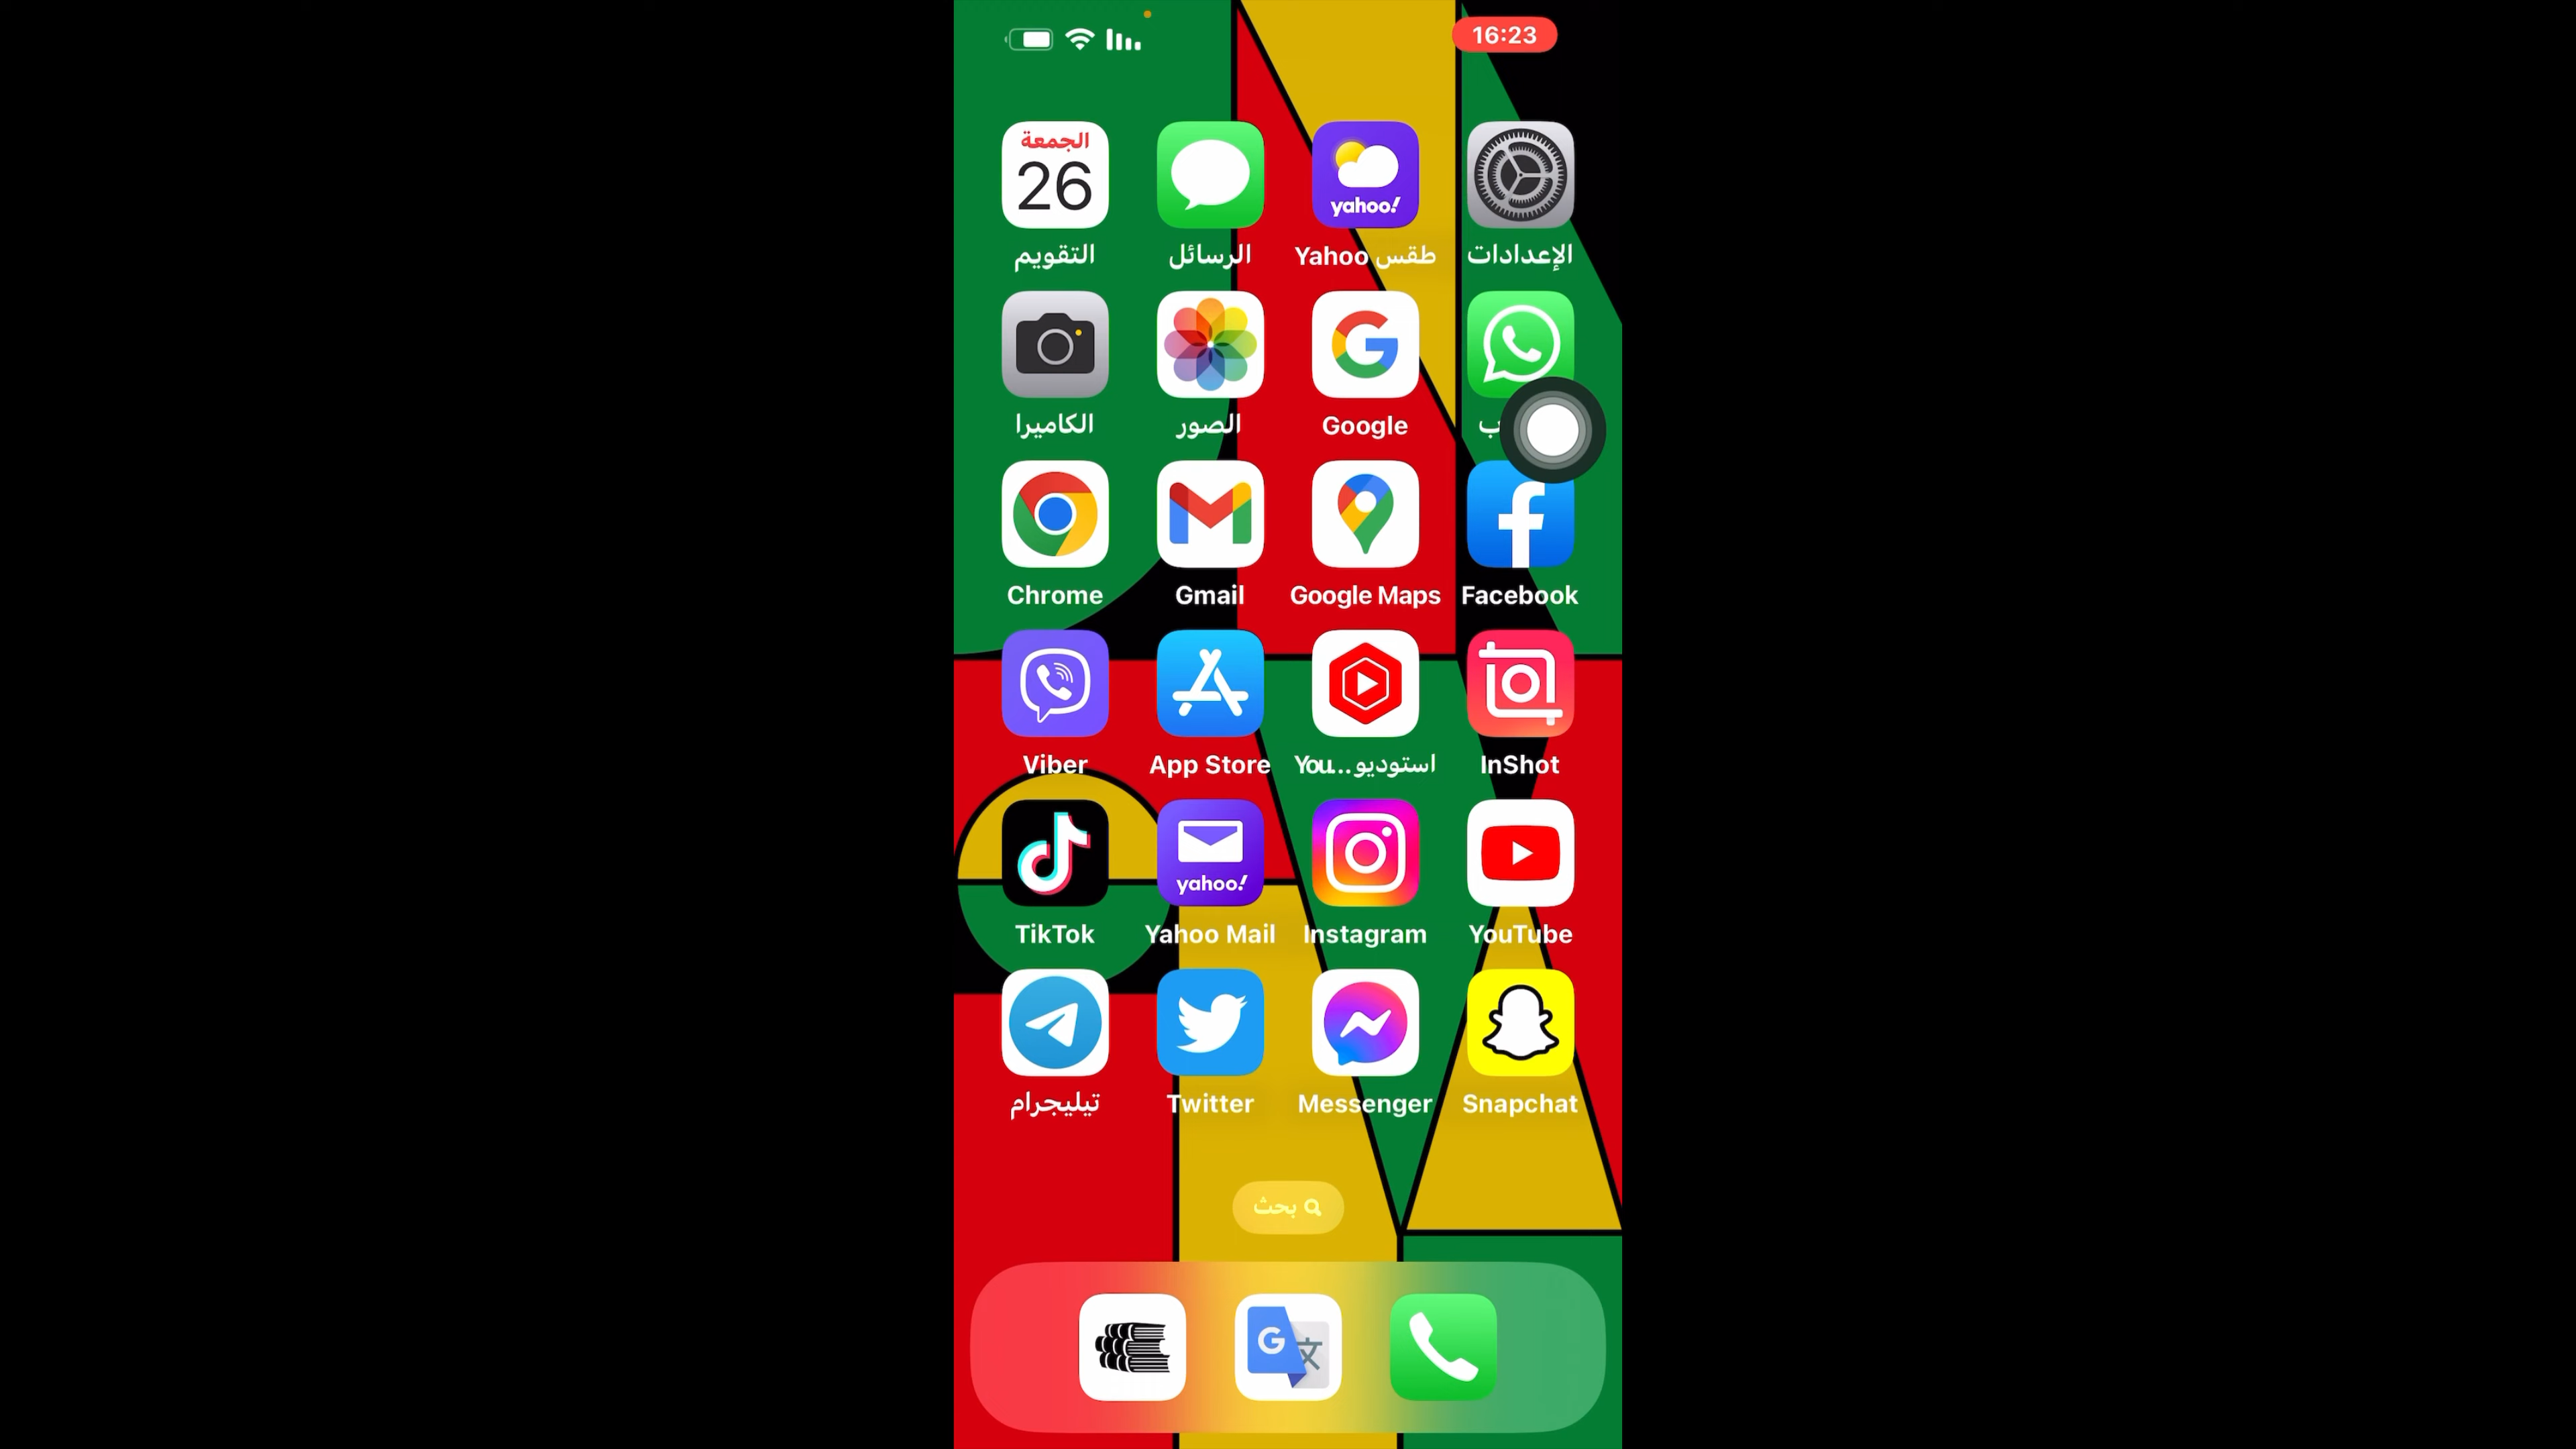 16:23
الجمعة
26
yahoo!
الإعدادات
طقس Yahoo
الرسائل
التقويم
Google
الصور
الكاميرا
Facebook
Google Maps
Gmail
Chrome
InShot
استوديو...You
App Store
Viber
yahoo!
YouTube
Instagram
Yahoo Mail
TikTok
Snapchat
Messenger
Twitter
تيليجرام
بحث